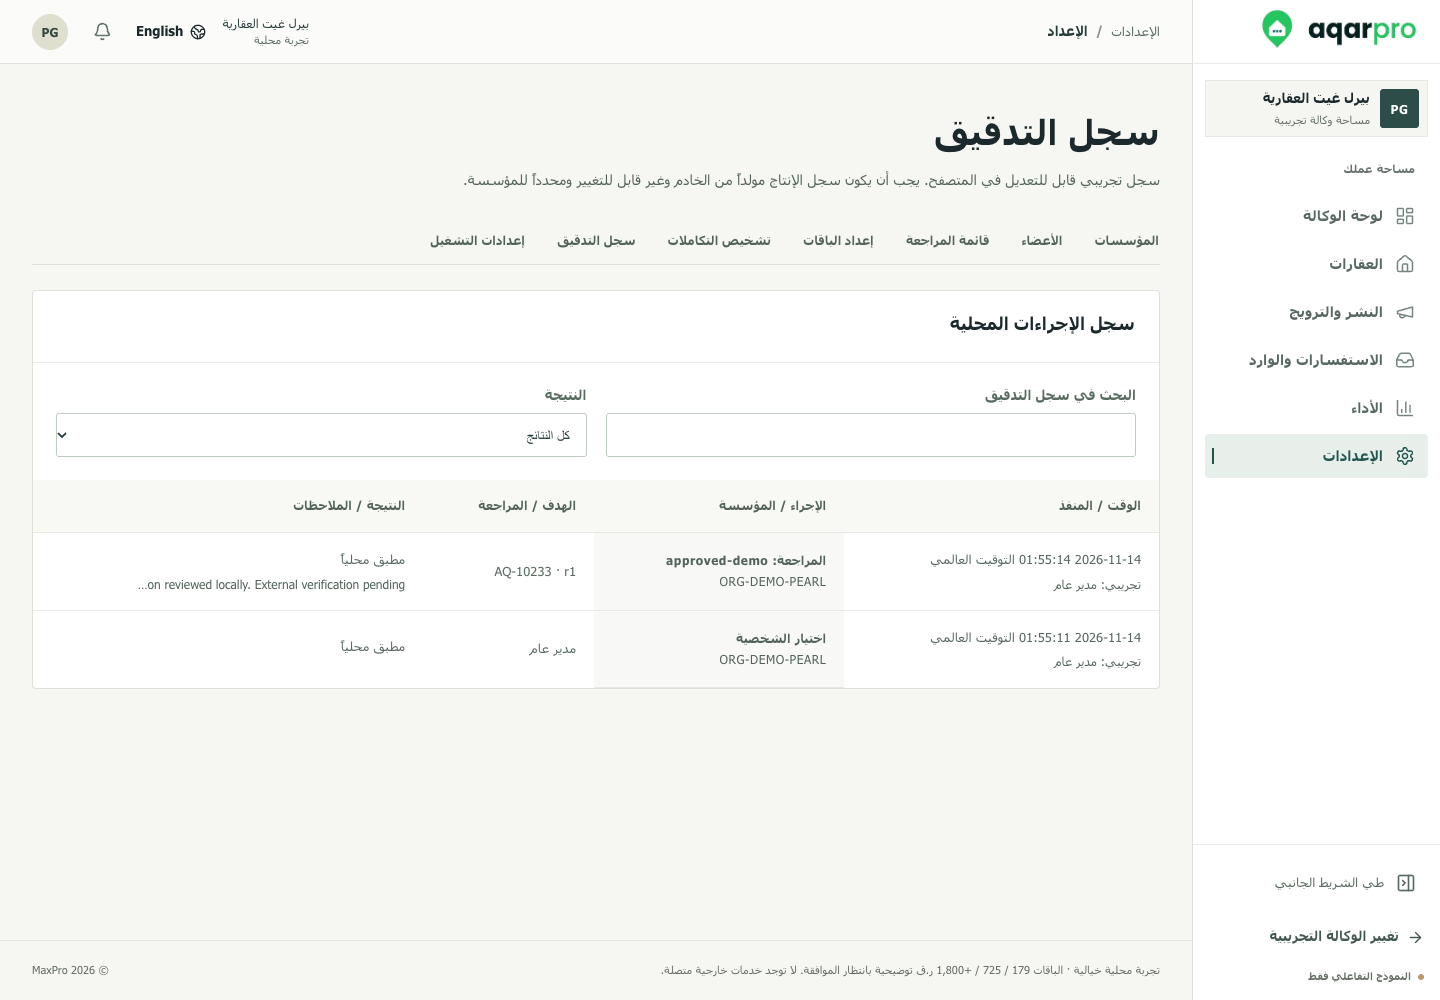 aqarpro
PG
بيرل غيت العقارية
مساحة وكالة تجريبية
مساحة عملك
لوحة الوكالة
العقارات
النشر والترويج
الاستفسارات والوارد
الأداء
الإعدادات
طي الشريط الجانبي
تغيير الوكالة التجريبية
النموذج التفاعلي فقط
الإعدادات / الإعداد
بيرل غيت العقارية
تجربة محلية
English
PG
سجل التدقيق
سجل تجريبي قابل للتعديل في المتصفح. يجب أن يكون سجل الإنتاج مولداً من الخادم وغير قابل للتغيير ومحدداً للمؤسسة.
المؤسسات
الأعضاء
قائمة المراجعة
إعداد الباقات
تشخيص التكاملات
سجل التدقيق
إعدادات التشغيل
سجل الإجراءات المحلية
البحث في سجل التدقيق
النتيجة
كل النتائج
الوقت / المنفذ
الإجراء / المؤسسة
الهدف / المراجعة
النتيجة / الملاحظات
2026-11-14 01:55:14 التوقيت العالمي
تجريبي: مدير عام
المراجعة: approved-demo
ORG-DEMO-PEARL
AQ-10233 · r1
مطبق محلياً
...on reviewed locally. External verification pending
2026-11-14 01:55:11 التوقيت العالمي
تجريبي: مدير عام
اختيار الشخصية
ORG-DEMO-PEARL
مدير عام
مطبق محلياً
تجربة محلية خيالية · الباقات 179 / 725 / +1,800 ر.ق توضيحية بانتظار الموافقة. لا توجد خدمات خارجية متصلة.
© 2026 MaxPro